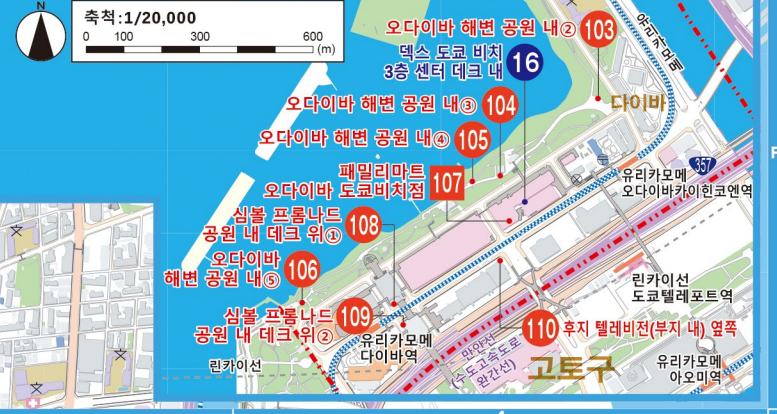 N
축척:1/20,000
0 100 300 600
(m)
오다이바 해변 공원 내② 103
덱스 도쿄 비치
3층 센터 데크 내 16
유리카모메
다이바
오다이바 해변 공원 내③ 104
오다이바 해변 공원 내④ 105
357
패밀리마트
오다이바 도쿄비치점 107
유리카모메
오다이바카이힌코엔역
심볼 프롬나드
공원 내 데크 위① 108
오다이바
해변 공원 내⑤ 106
린카이선
도쿄텔레포트역
심볼 프롬나드
공원 내 데크 위② 109
110 후지 텔레비전(부지 내) 옆쪽
유리카모메
다이바역
린카이선
만안선
(수도고속도로
완간선)
고토구
유리카모메
아오미역